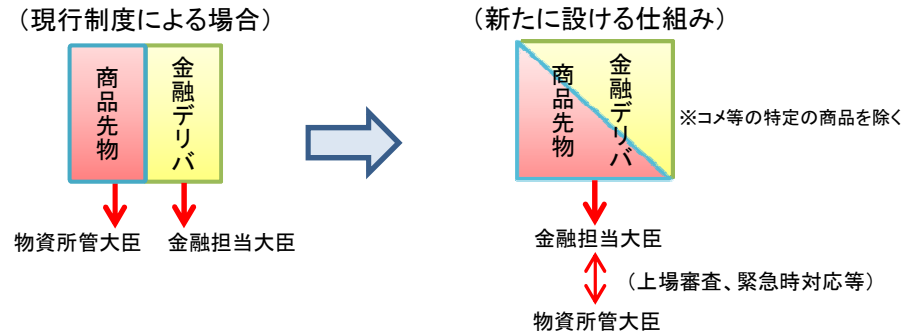 （現行制度による場合）
商品先物
金融デリバ
物資所管大臣
金融担当大臣
（新たに設ける仕組み）
商品先物
金融デリバ
※コメ等の特定の商品を除く
金融担当大臣
（上場審査、緊急時対応等）
物資所管大臣